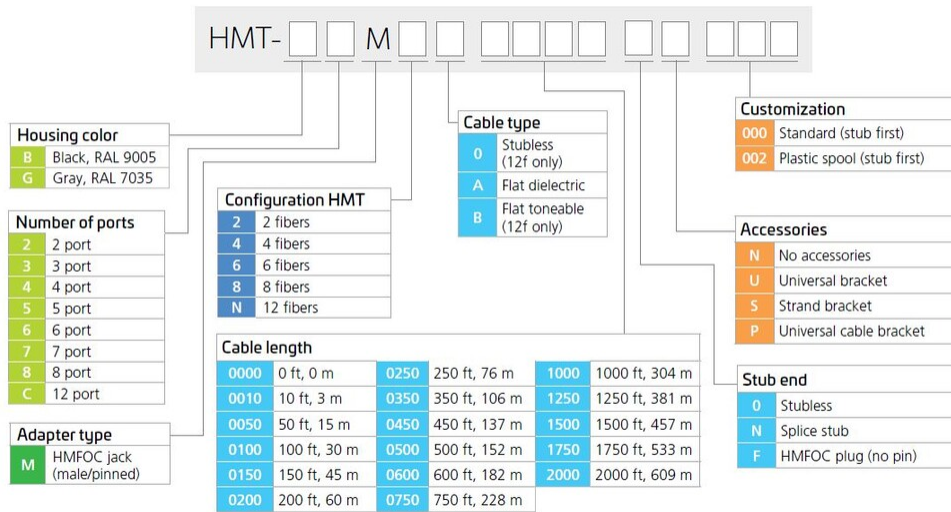 HMT- M
Housing color
B Black, RAL 9005
G Gray, RAL 7035
Number of ports
2 2 port
3 3 port
4 4 port
5 5 port
6 6 port
7 7 port
8 8 port
C 12 port
Adapter type
M HMFOC jack
(male/pinned)
Configuration HMT
2 2 fibers
4 4 fibers
6 6 fibers
8 8 fibers
N 12 fibers
Cable type
0 Stubless
(12f only)
A Flat dielectric
B Flat toneable
(12f only)
Cable length
0000 0 ft, 0 m 0250 250 ft, 76 m 1000 1000 ft, 304 m
0010 10 ft, 3 m 0350 350 ft, 106 m 1250 1250 ft, 381 m
0050 50 ft, 15 m 0450 450 ft, 137 m 1500 1500 ft, 457 m
0100 100 ft, 30 m 0500 500 ft, 152 m 1750 1750 ft, 533 m
0150 150 ft, 45 m 0600 600 ft, 182 m 2000 2000 ft, 609 m
0200 200 ft, 60 m 0750 750 ft, 228 m
Customization
000 Standard (stub first)
002 Plastic spool (stub first)
Accessories
N No accessories
U Universal bracket
S Strand bracket
P Universal cable bracket
Stub end
0 Stubless
N Splice stub
F HMFOC plug (no pin)